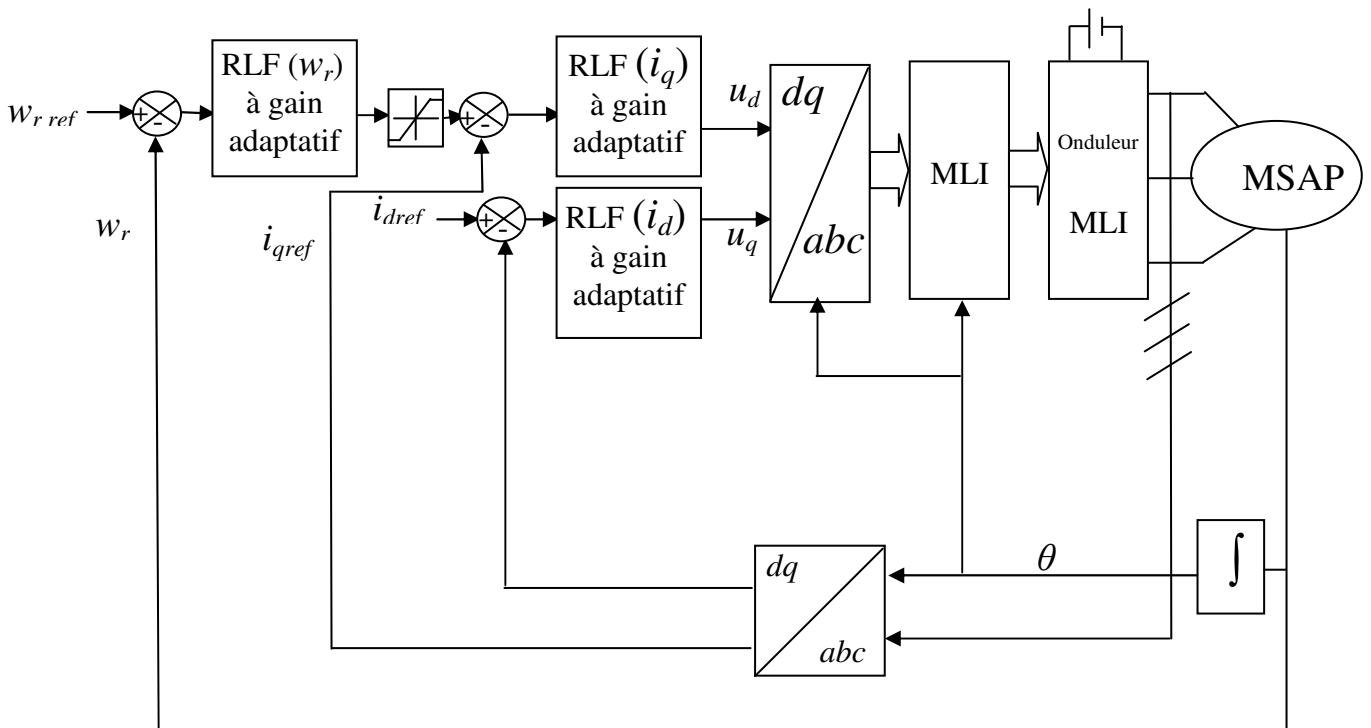 w_r ref
+
-
w_r
RLF (w_r)
à gain
adaptatif
+
-
i_qref
i_dref
+
-
RLF (i_q)
à gain
adaptatif
RLF (i_d)
à gain
adaptatif
u_d
u_q
dq
abc
MLI
Onduleur
MLI
MSAP
θ
∫
dq
abc